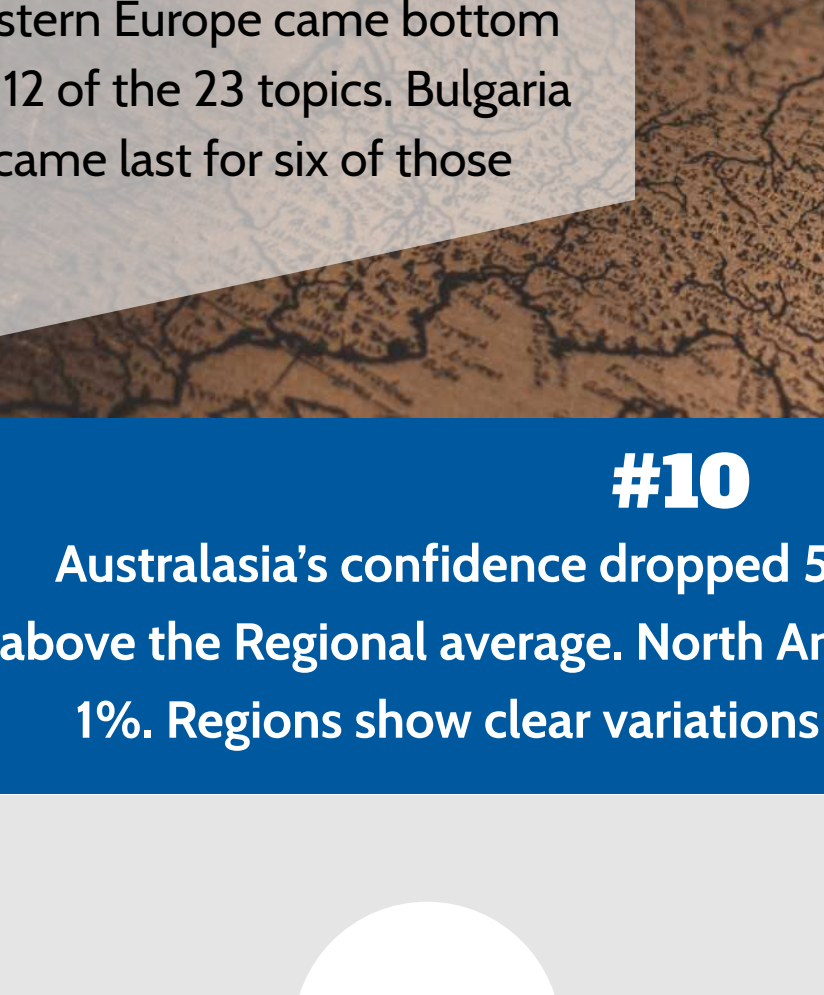 stern Europe came bottom
12 of the 23 topics. Bulgaria
came last for six of those
#10
Australasia’s confidence dropped 5
above the Regional average. North Am
1%. Regions show clear variations